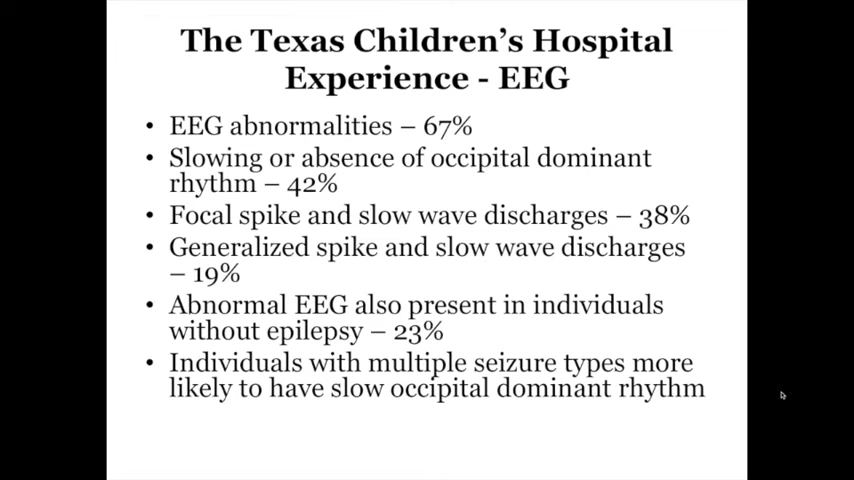 The Texas Children's Hospital
Experience - EEG
• EEG abnormalities – 67%
• Slowing or absence of occipital dominant
rhythm – 42%
• Focal spike and slow wave discharges – 38%
• Generalized spike and slow wave discharges
– 19%
• Abnormal EEG also present in individuals
without epilepsy – 23%
• Individuals with multiple seizure types more
likely to have slow occipital dominant rhythm